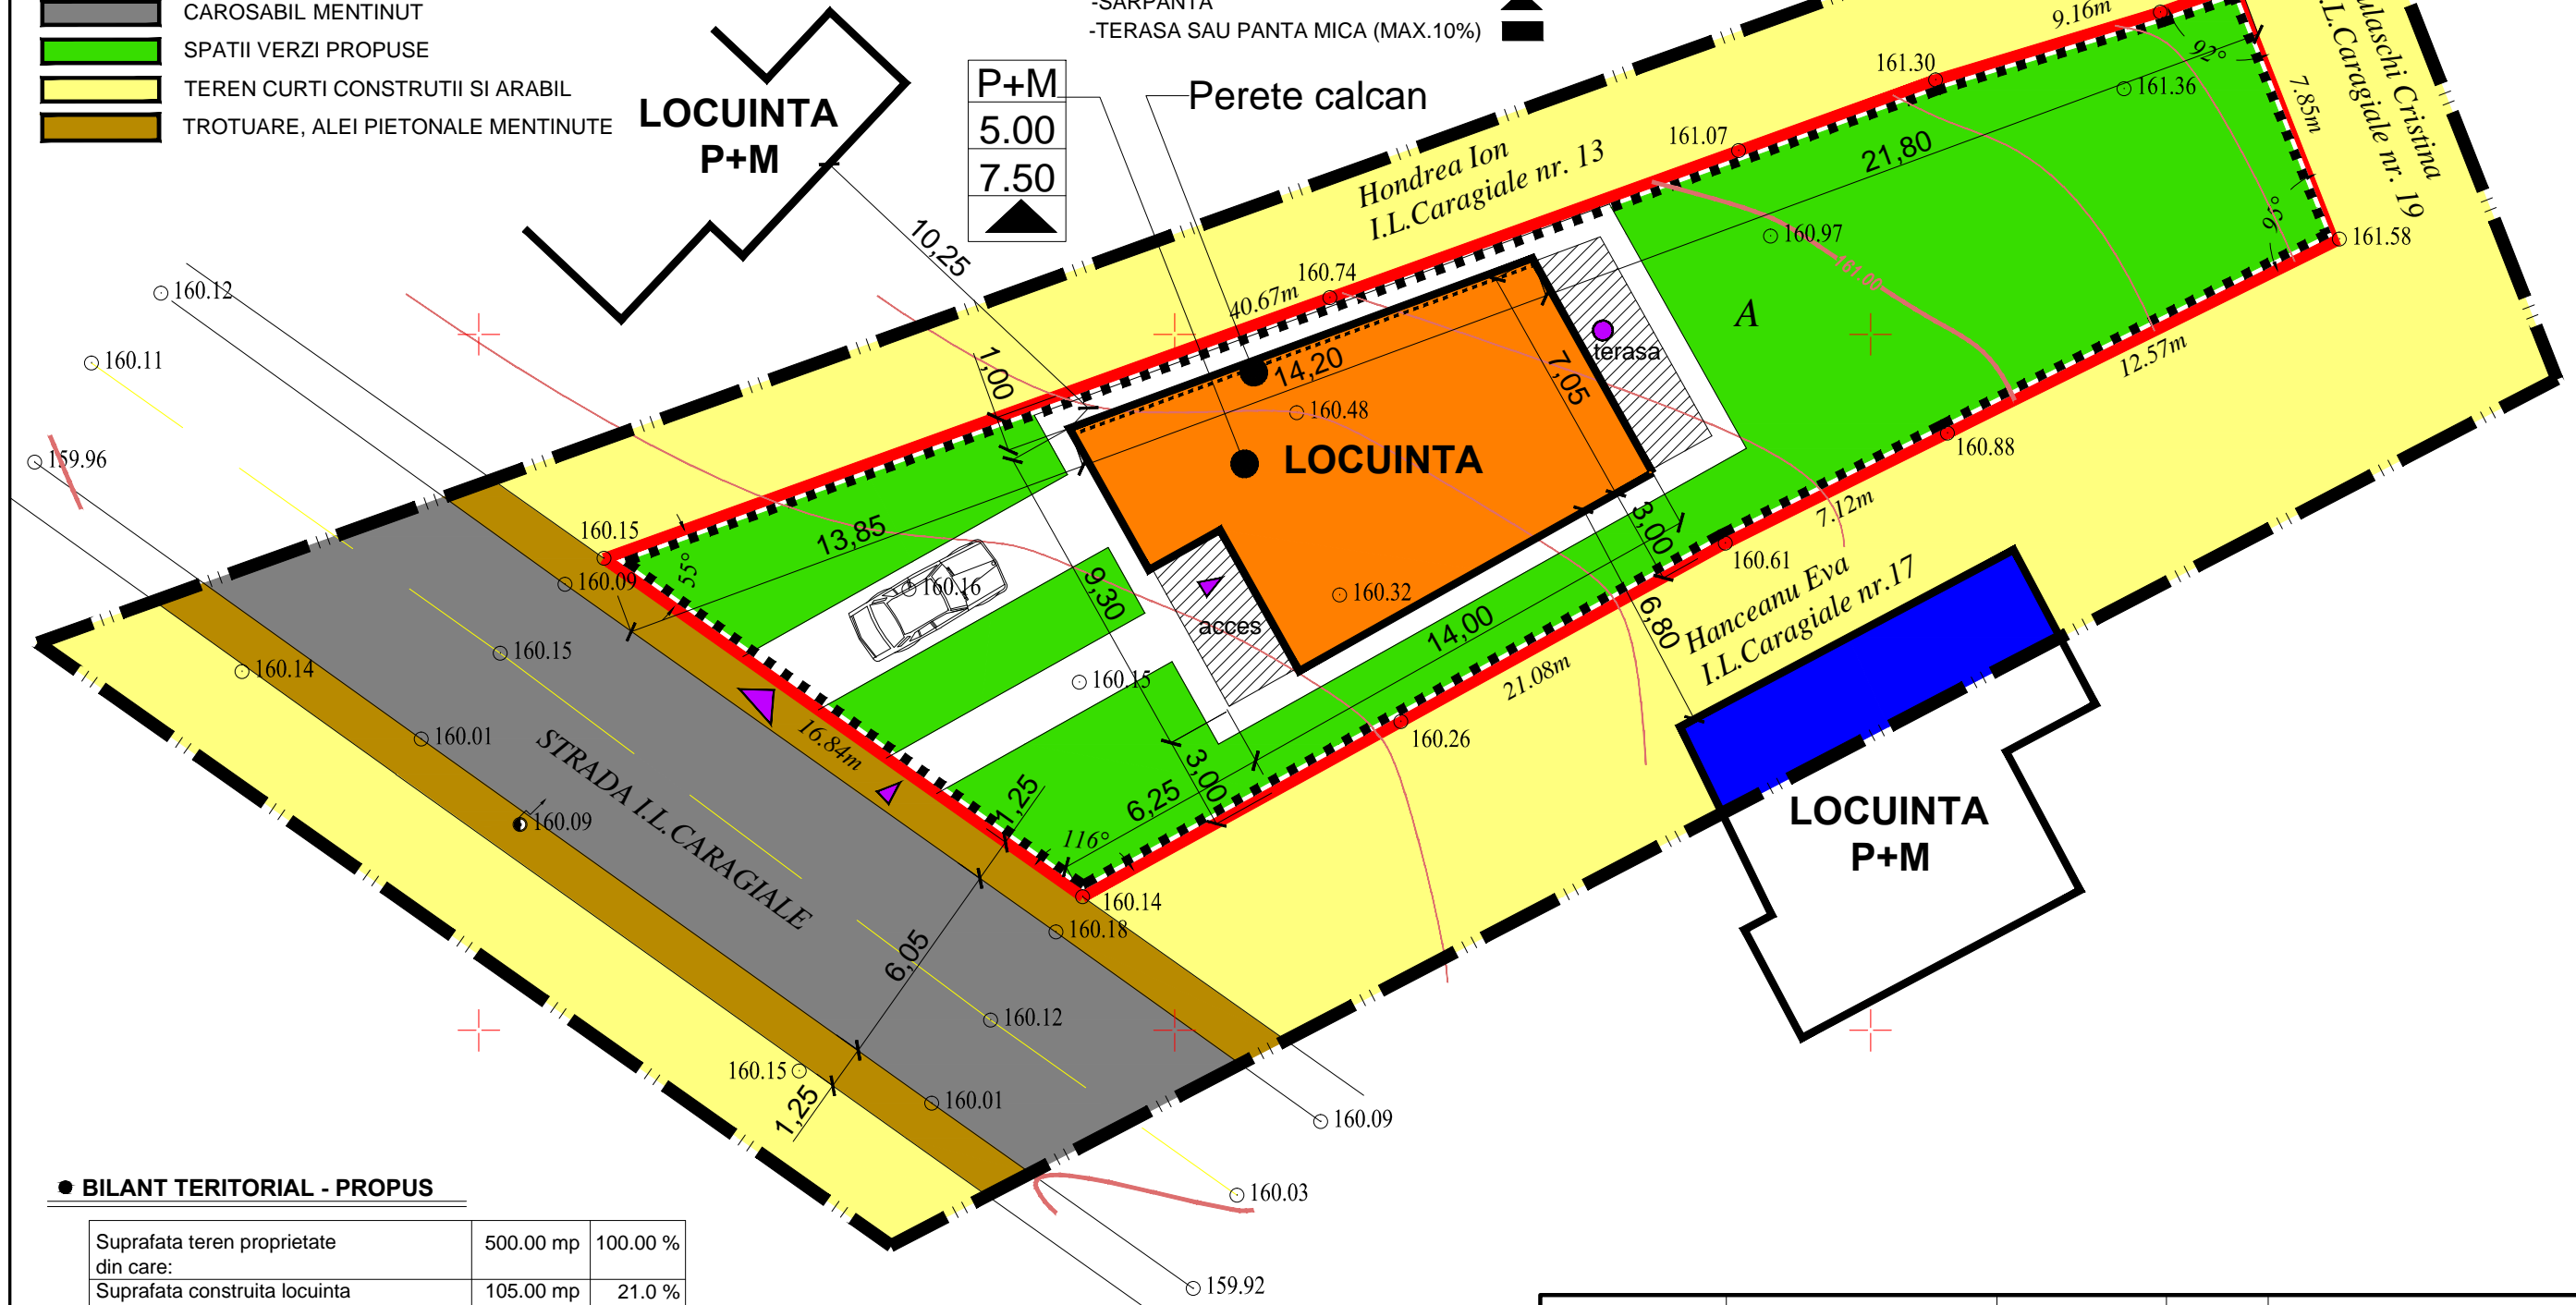 CAROSABIL MENTINUT
SPATII VERZI PROPUSE
TEREN CURTI CONSTRUTII SI ARABIL
TROTUARE, ALEI PIETONALE MENTINUTE
-SARPANTA
-TERASA SAU PANTA MICA (MAX.10%)
LOCUINTA
P+M
P+M
5.00
7.50
Perete calcan
9.16m
92°
161.30
161.36
7.85m
ulaschi Cristina
.L.Caragiale nr. 19
161.07
21,80
Hondrea Ion
I.L.Caragiale nr. 13
95°
161.58
160.97
161.00
10,25
160.74
40.67m
A
160.12
160.11
159.96
1,00
14,20
7,05
terasa
12.57m
160.48
LOCUINTA
160.88
160.15
160.09
55°
13,85
160.16
9,30
acces
160.32
3,00
7.12m
160.61
6,80
Hanceanu Eva
I.L.Caragiale nr.17
14,00
21.08m
160.15
160.14
160.15
160.01
STRADA I.L.CARAGIALE
160.09
16.84m
3,00
6,25
1,25
116°
160.26
160.14
160.18
LOCUINTA
P+M
6,05
160.12
160.15
1,25
160.01
160.09
160.03
159.92
BILANT TERITORIAL - PROPUS
Suprafata teren proprietate 500.00 mp 100.00 %
din care:
Suprafata construita locuinta 105.00 mp 21.0 %